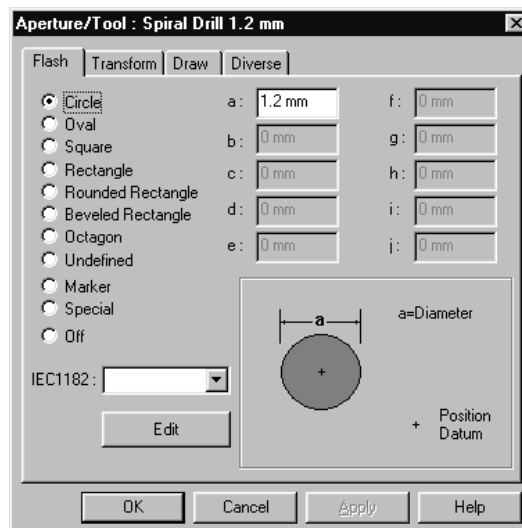 Aperture/Tool : Spiral Drill 1.2 mm
Flash Transform Draw Diverse
Circle
Oval
Square
Rectangle
Rounded Rectangle
Beveled Rectangle
Octagon
Undefined
Marker
Special
Off
IEC1182 :
Edit
a : 1.2 mm
b : 0 mm
c : 0 mm
d : 0 mm
e : 0 mm
f : 0 mm
g : 0 mm
h : 0 mm
i : 0 mm
j : 0 mm
a
a=Diameter
+ Position
Datum
OK Cancel Apply Help